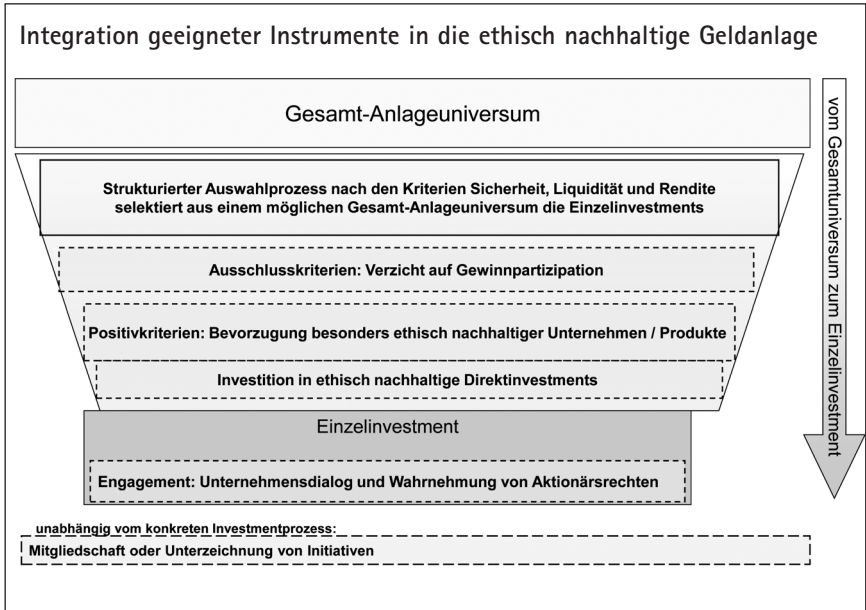 Integration geeigneter Instrumente in die ethisch nachhaltige Geldanlage
Gesamt-Anlageuniversum
Strukturierter Auswahlprozess nach den Kriterien Sicherheit, Liquidität und Rendite
selektiert aus einem möglichen Gesamt-Anlageuniversum die Einzelinvestments
Ausschlusskriterien: Verzicht auf Gewinnpartizipation
Positivkriterien: Bevorzugung besonders ethisch nachhaltiger Unternehmen / Produkte
Investition in ethisch nachhaltige Direktinvestments
Einzelinvestment
Engagement: Unternehmensdialog und Wahrnehmung von Aktionärsrechten
unabhängig vom konkreten Investmentprozess:
Mitgliedschaft oder Unterzeichnung von Initiativen
vom Gesamtuniversum zum Einzelinvestment